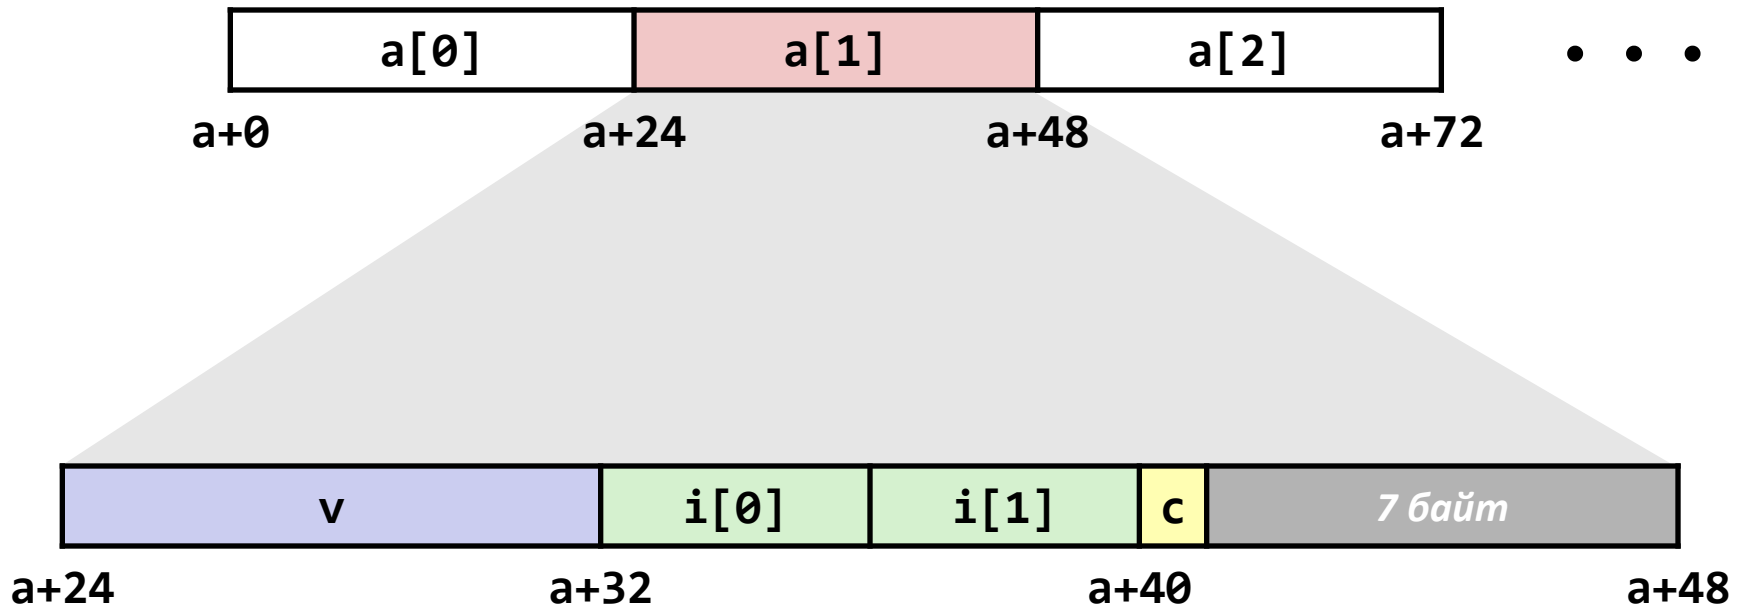 a[0] a[1] a[2] • • •
a+0 a+24 a+48 a+72
v i[0] i[1] c 7 байт
a+24 a+32 a+40 a+48